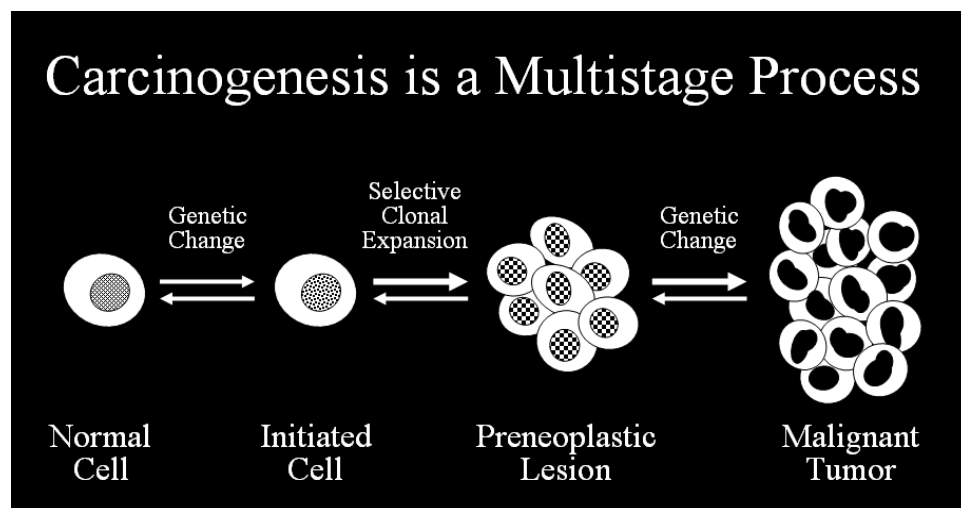 Carcinogenesis is a Multistage Process
Genetic
Change
Selective
Clonal
Expansion
Genetic
Change
Normal
Cell
Initiated
Cell
Preneoplastic
Lesion
Malignant
Tumor